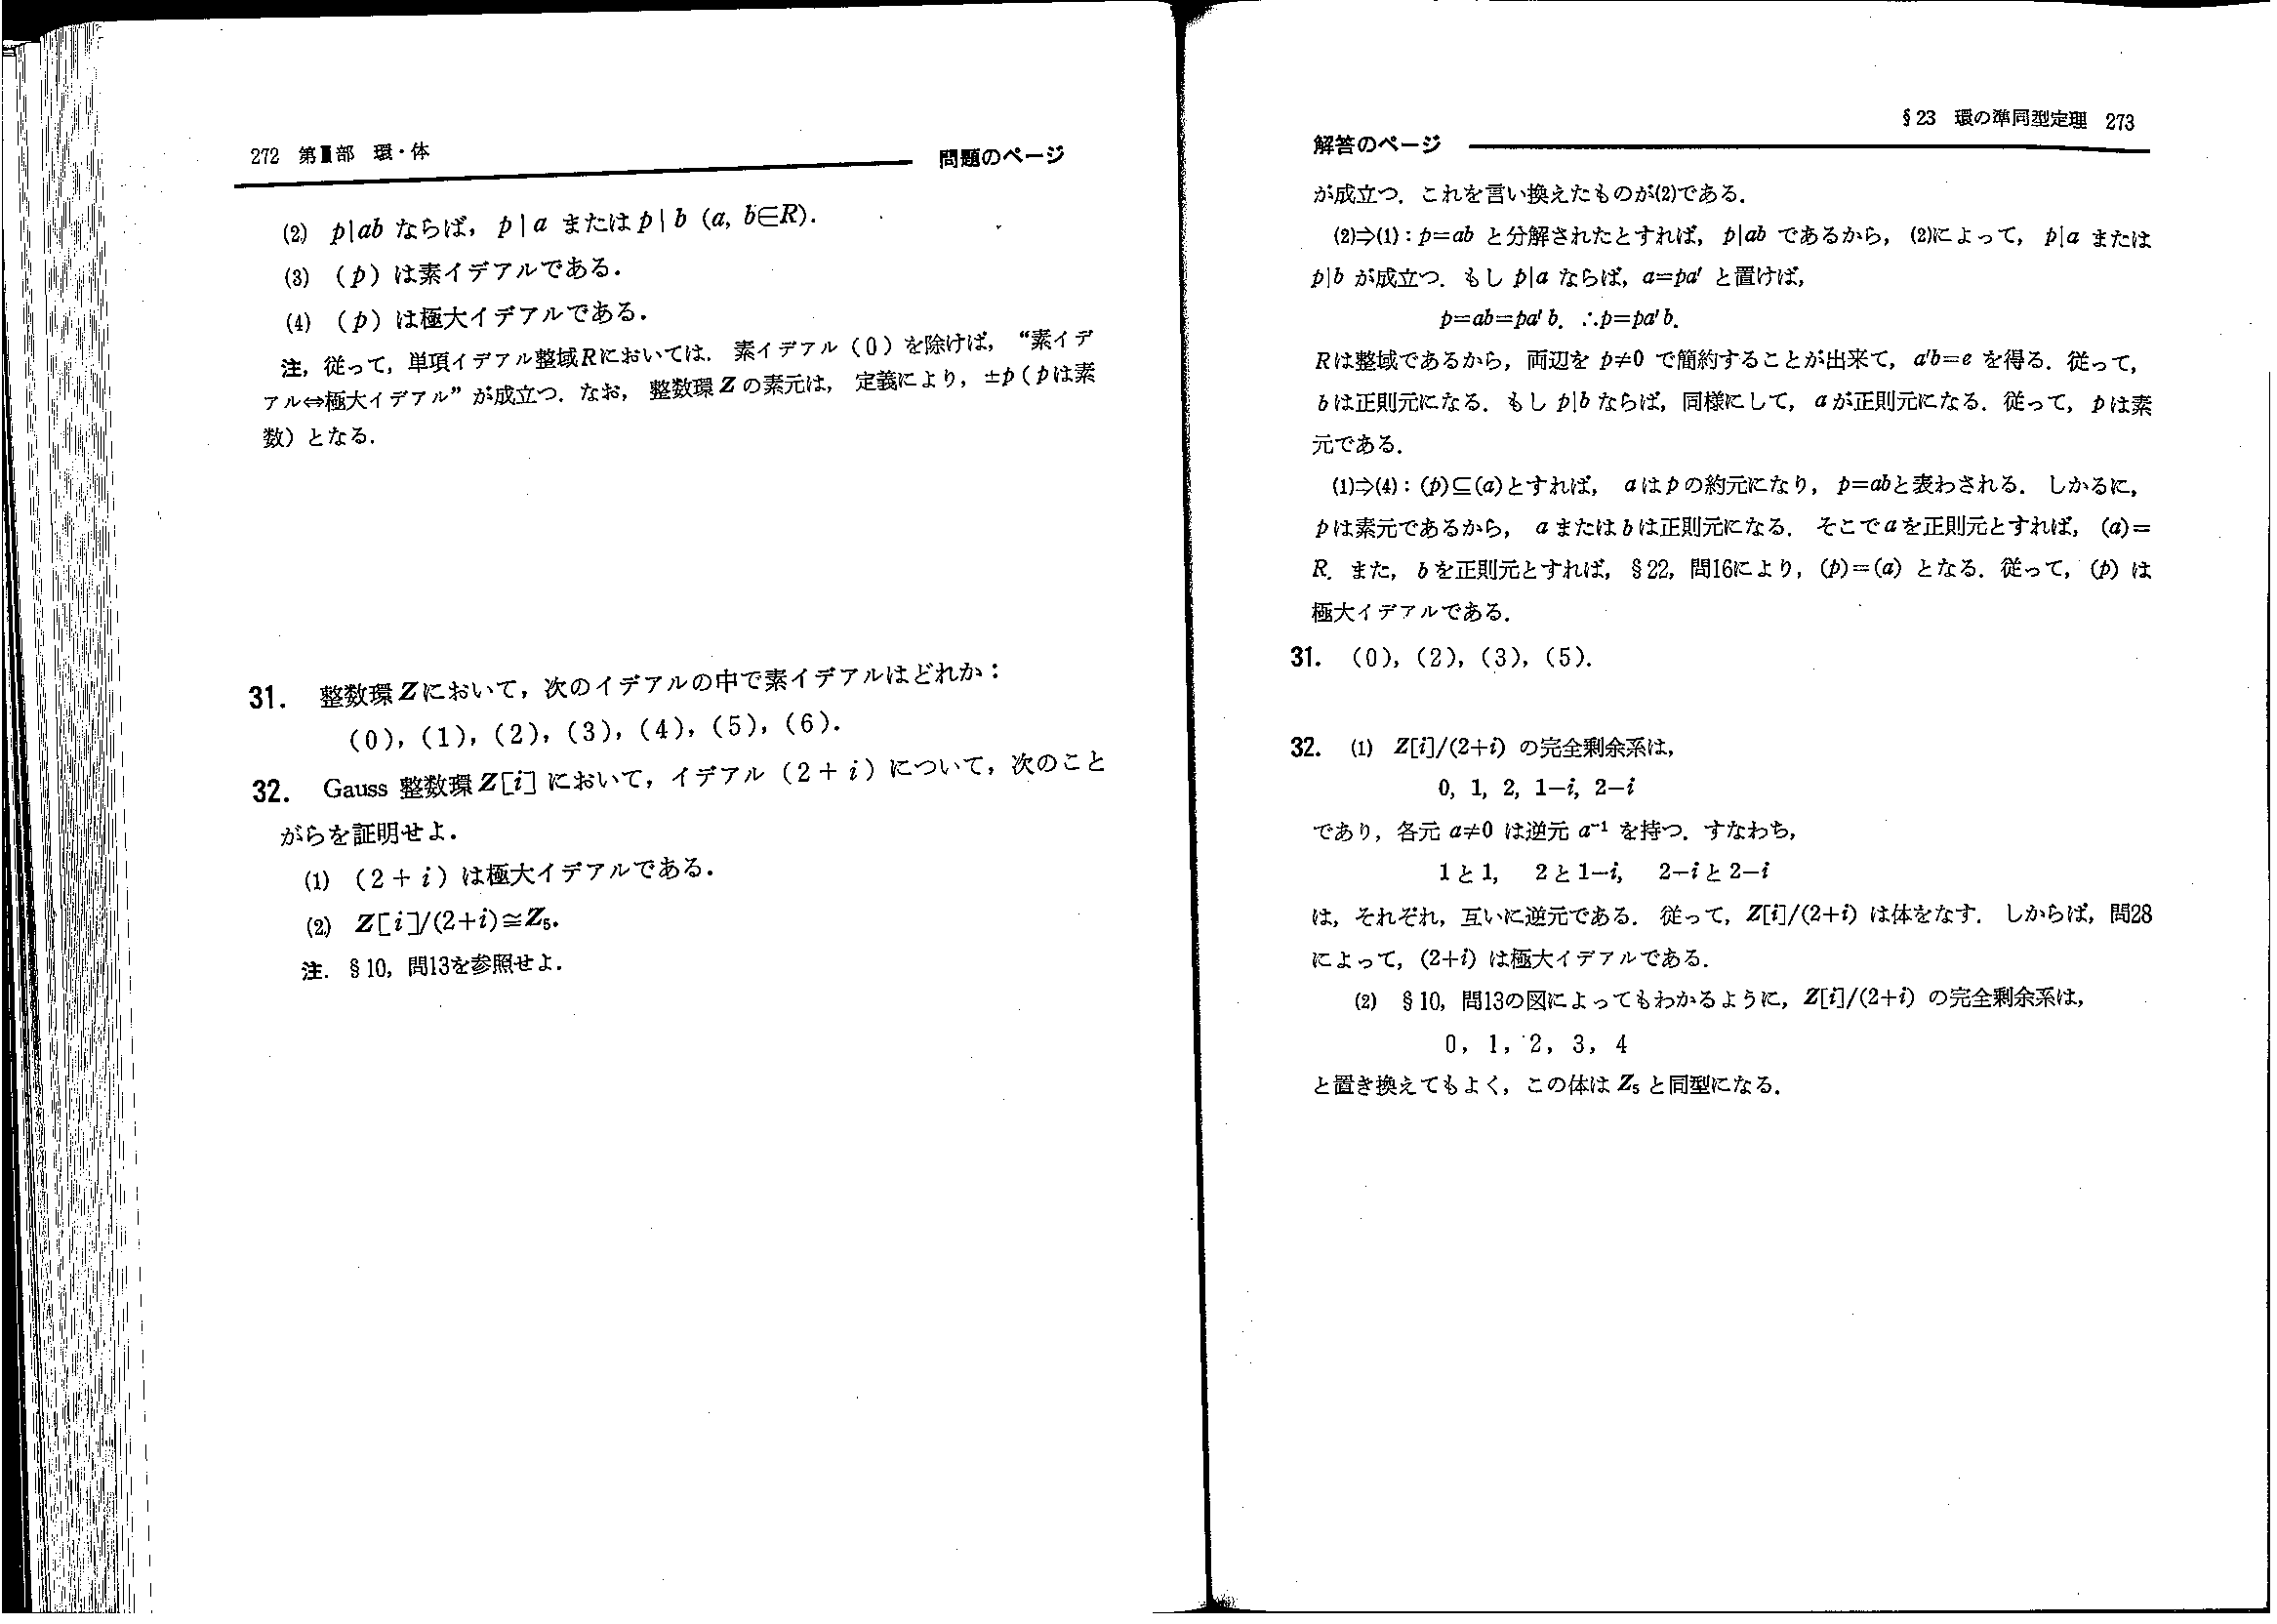 272 第Ⅱ部 環・体
問題のページ
(2) p|ab ならば，p|a または p|b (a, b∈R).
(3) (p) は素イデアルである．
(4) (p) は極大イデアルである．
注，従って，単項イデアル整域Rにおいては，素イデアル (0) を除けば，“素イデ
アル⇔極大イデアル”が成立つ．なお，整数環 Z の素元は，定義により，±p (pは素
数) となる．
31. 整数環 Z において，次のイデアルの中で素イデアルはどれか：
(0), (1), (2), (3), (4), (5), (6).
32. Gauss 整数環 Z[i] において，イデアル (2+i) について，次のこと
がらを証明せよ．
(1) (2+i) は極大イデアルである．
(2) Z[i]/(2+i)≅Z₅.
注．§10, 問13を参照せよ．
§23 環の準同型定理 273
解答のページ
が成立つ．これを言い換えたものが(2)である．
(2)⇒(1)：p=ab と分解されたとすれば，p|ab であるから，(2)によって，p|a または
p|b が成立つ．もし p|a ならば，a=pa′ と置けば，
p=ab=pa′b. ∴p=pa′b.
Rは整域であるから，両辺を p≠0 で簡約することが出来て，a′b=e を得る．従って，
bは正則元になる．もし p|b ならば，同様にして，aが正則元になる．従って，pは素
元である．
(1)⇒(4)：(p)⊆(a)とすれば，aはpの約元になり，p=abと表わされる．しかるに，
pは素元であるから，aまたはbは正則元になる．そこでaを正則元とすれば，(a)=
R. また，bを正則元とすれば，§22, 問16により，(p)=(a) となる．従って，(p) は
極大イデアルである．
31. (0), (2), (3), (5).
32. (1) Z[i]/(2+i) の完全剰余系は，
0, 1, 2, 1−i, 2−i
であり，各元 a≠0 は逆元 a⁻¹ を持つ．すなわち，
1と1, 2と1−i, 2−iと2−i
は，それぞれ，互いに逆元である．従って，Z[i]/(2+i) は体をなす．しからば，問28
によって，(2+i) は極大イデアルである．
(2) §10, 問13の図によってもわかるように，Z[i]/(2+i) の完全剰余系は，
0, 1, 2, 3, 4
と置き換えてもよく，この体は Z₅ と同型になる．